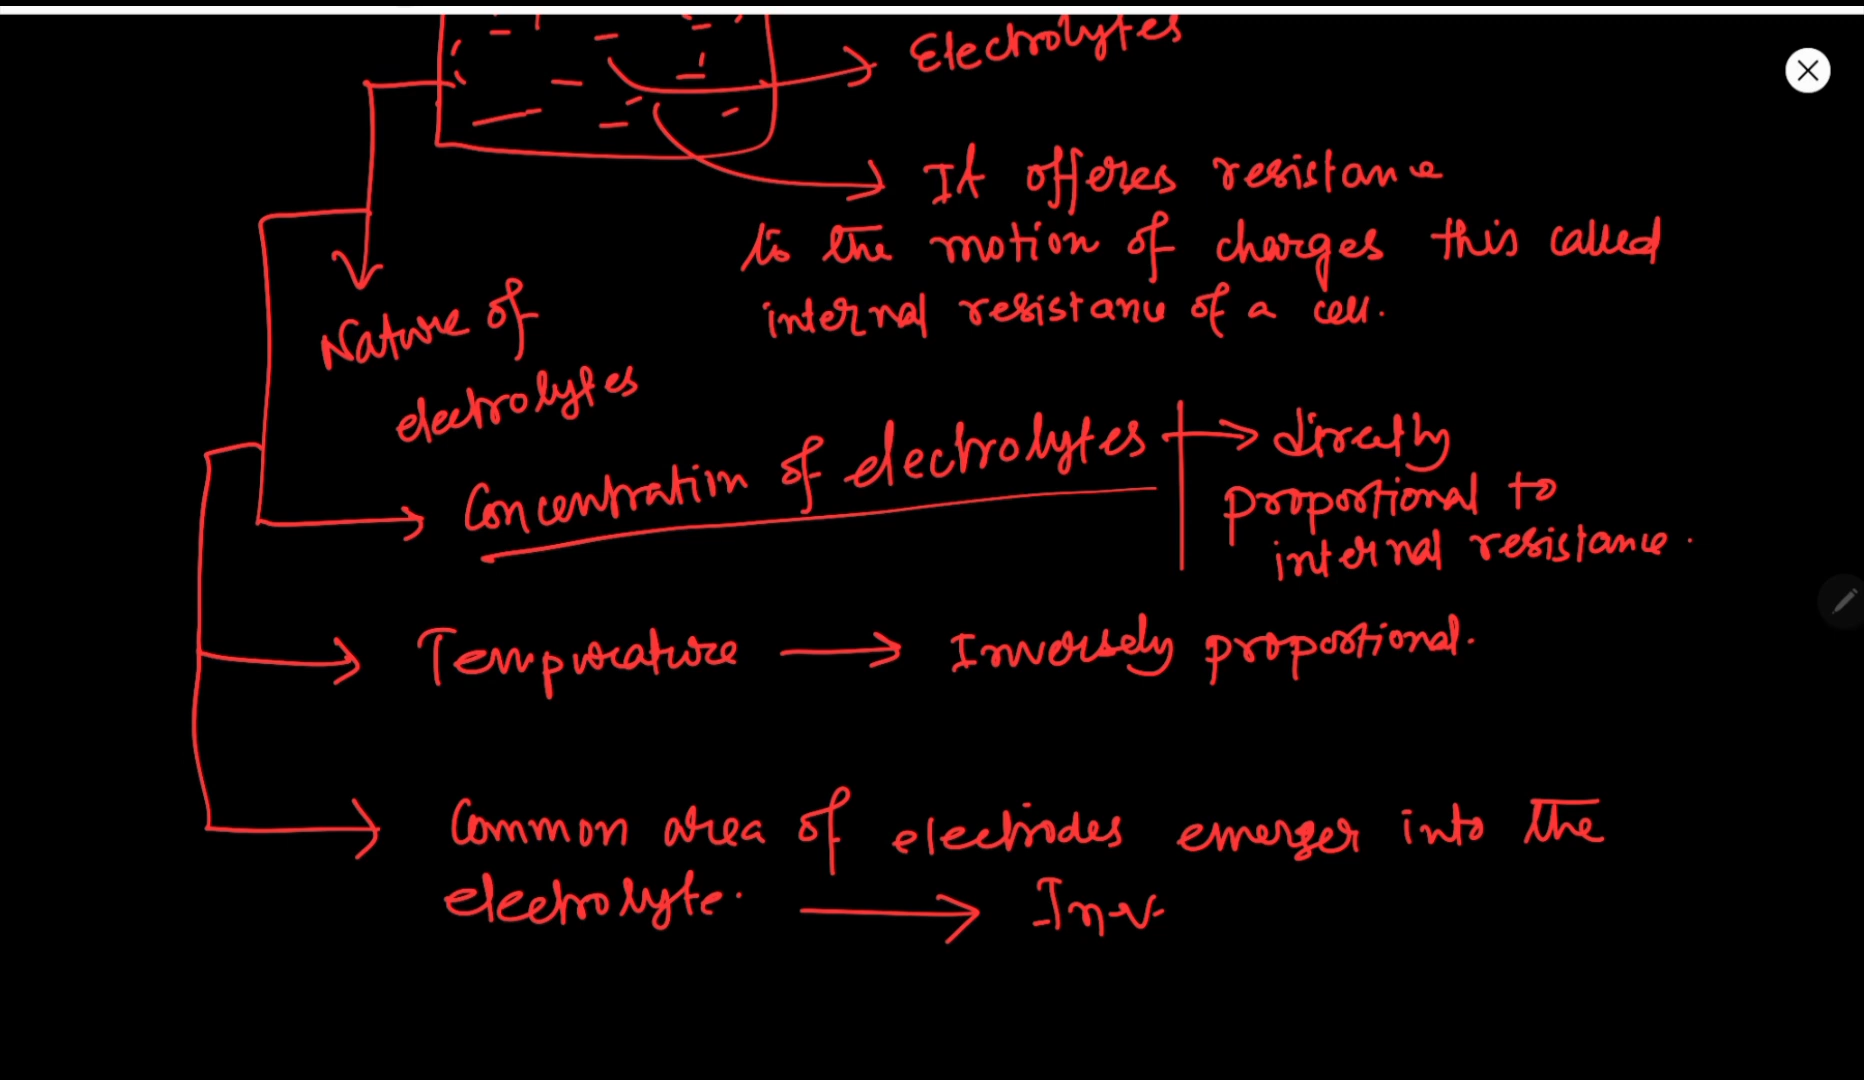 Electrolytes
It offeres resistance
to the motion of charges this called
internal resistance of a cell.
Nature of
electrolytes
Concentration of electrolytes → directly
proportional to
internal resistance.
Temperature → Inversely proportional.
Common area of electrodes emerger into the
electrolyte. → Inv